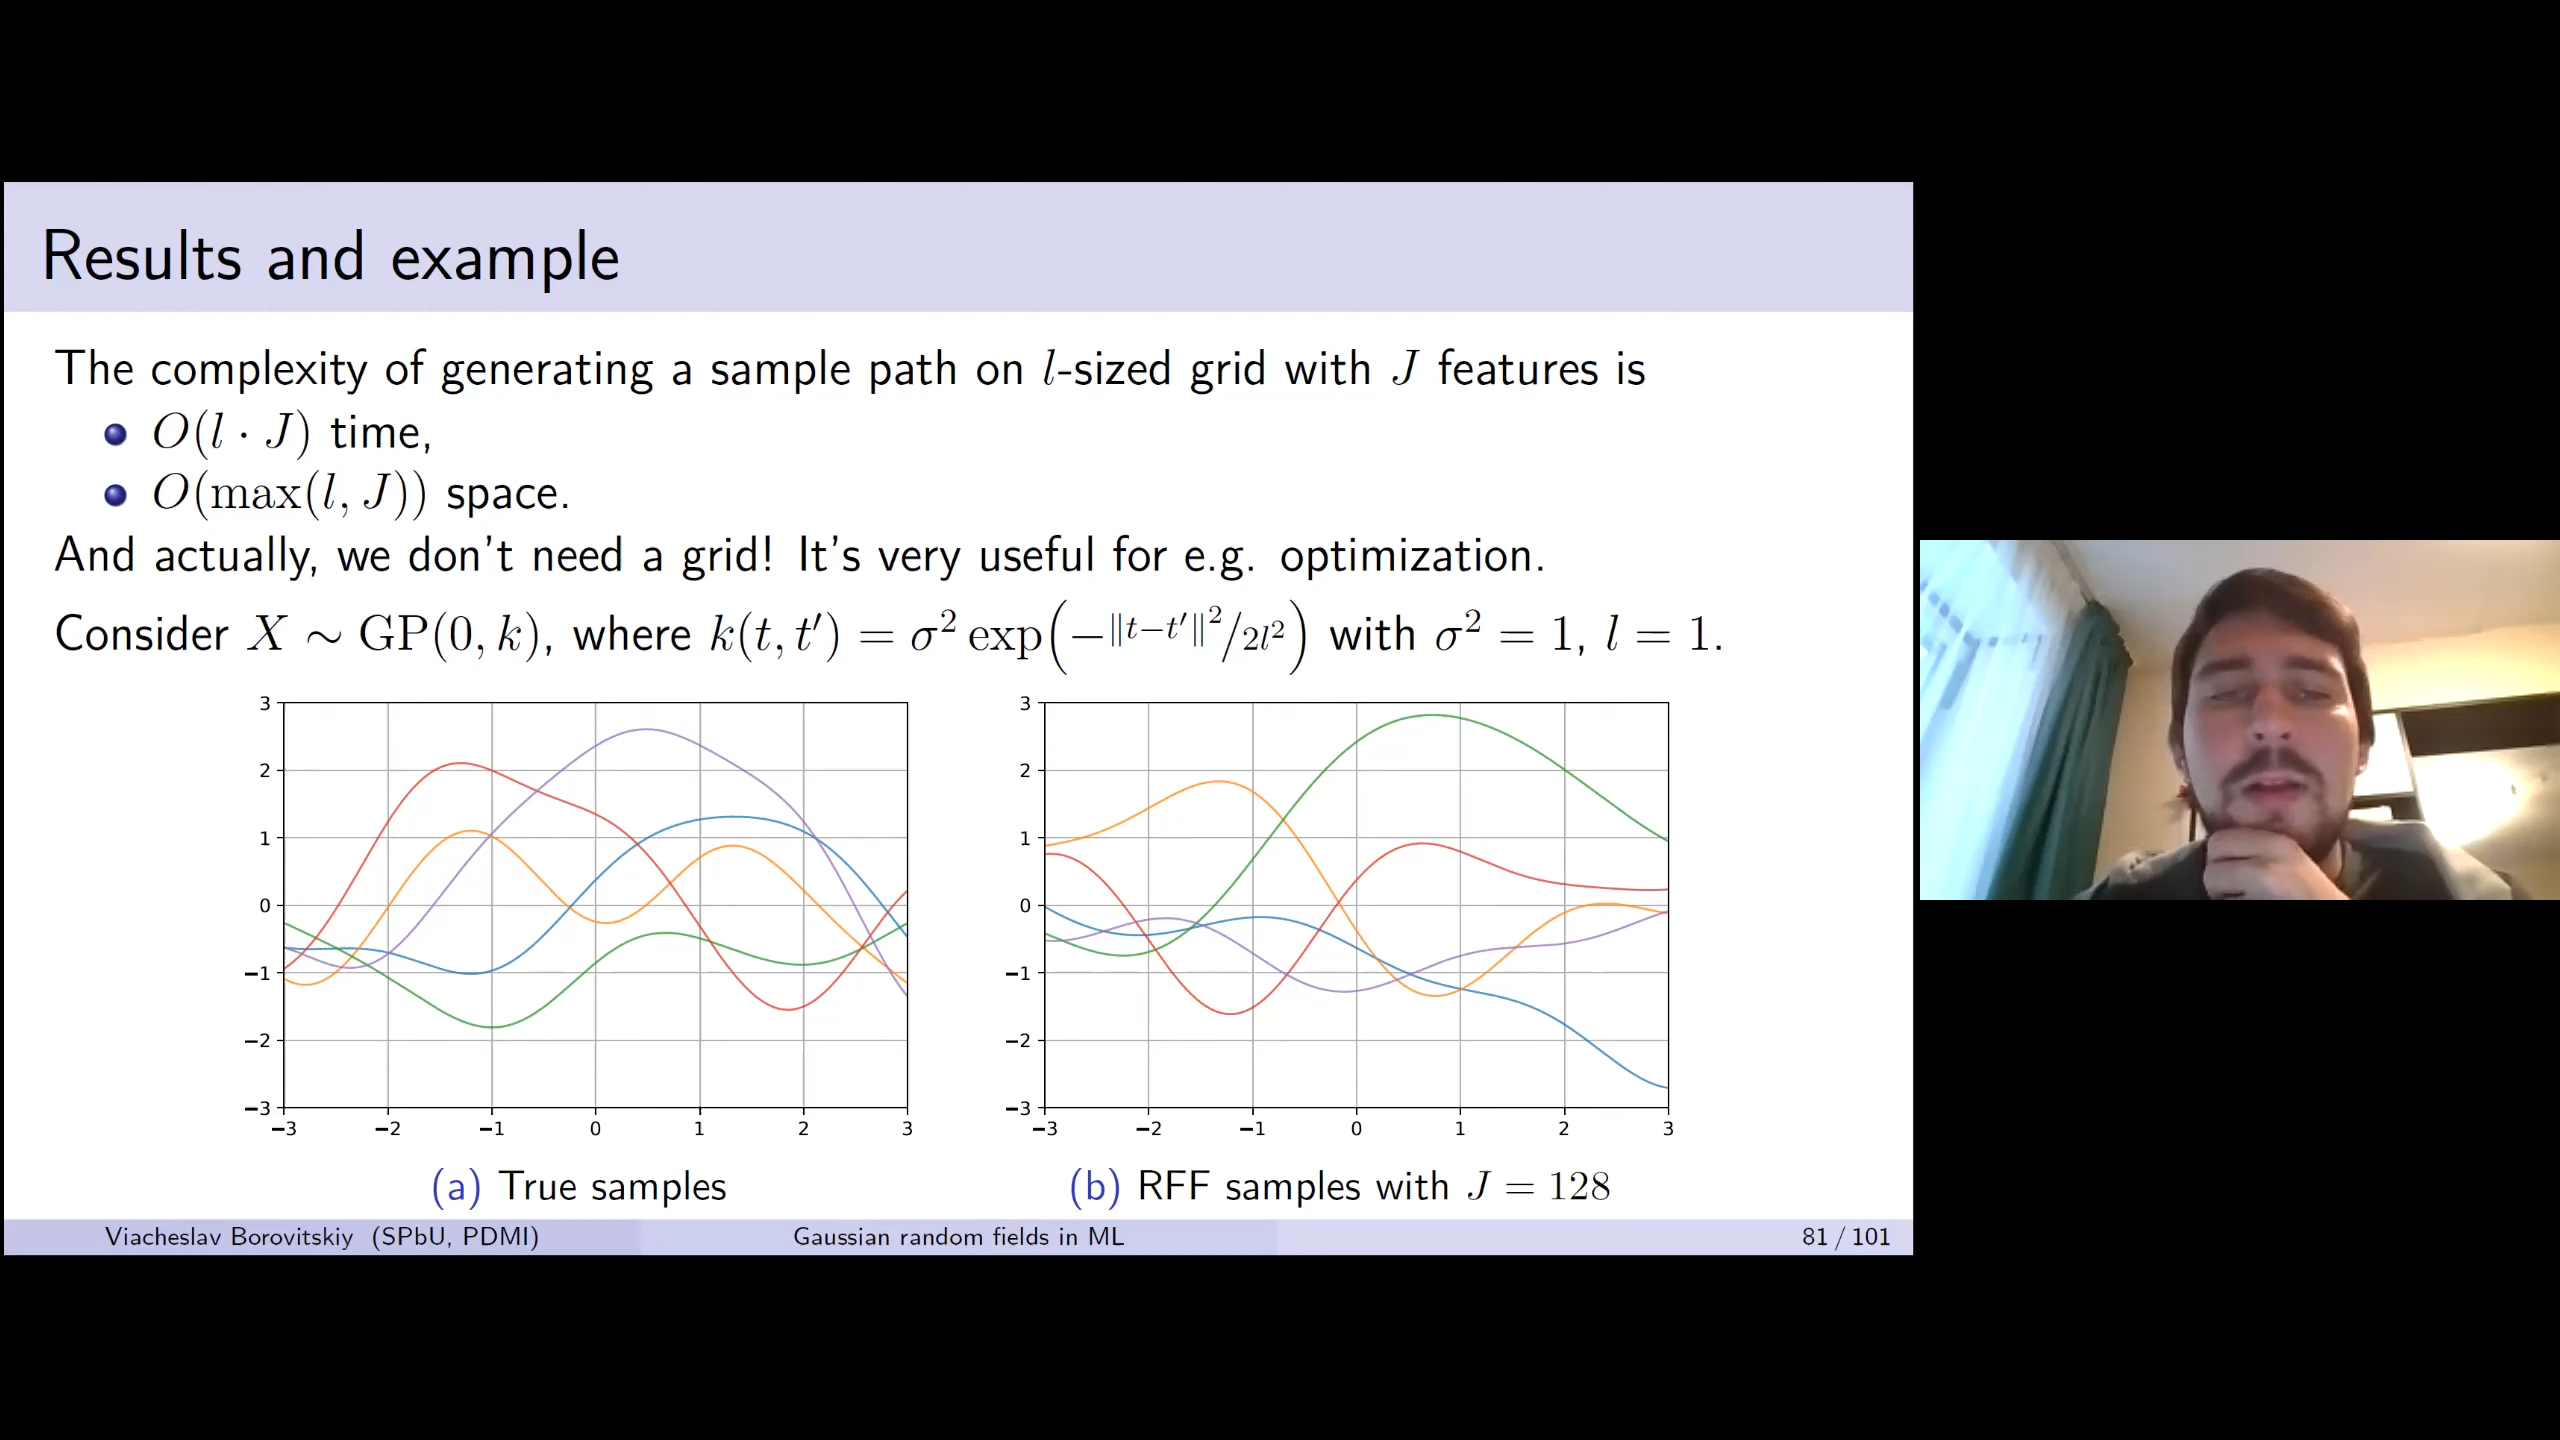 Results and example
The complexity of generating a sample path on l-sized grid with J features is
O(l · J) time,
O(max(l, J)) space.
And actually, we don't need a grid! It's very useful for e.g. optimization.
Consider X ∼ GP(0, k), where k(t, t′) = σ² exp(−‖t−t′‖²/2l²) with σ² = 1, l = 1.
3
2
1
0
−1
−2
−3
−3 −2 −1 0 1 2 3
3
2
1
0
−1
−2
−3
−3 −2 −1 0 1 2 3
(a) True samples
(b) RFF samples with J = 128
Viacheslav Borovitskiy (SPbU, PDMI)
Gaussian random fields in ML
81 / 101